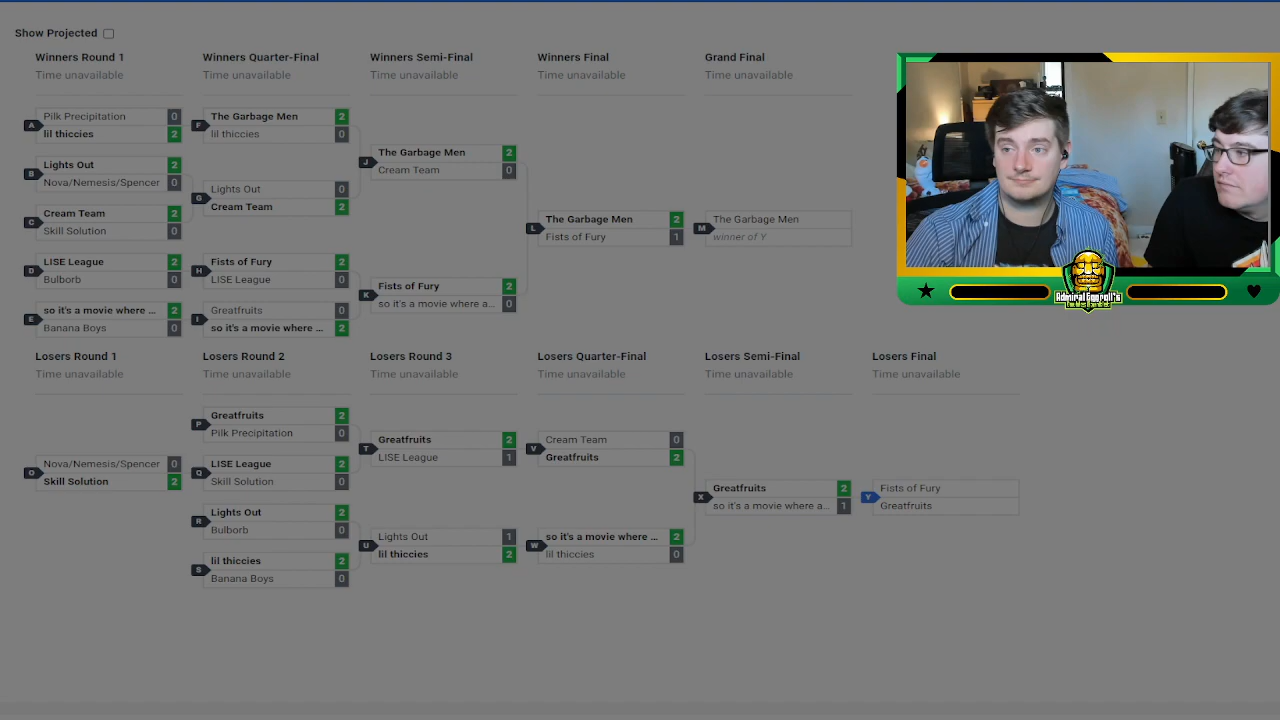 Show Projected
Winners Round 1
Time unavailable
Winners Quarter-Final
Time unavailable
Winners Semi-Final
Time unavailable
Winners Final
Time unavailable
Grand Final
Time unavailable
A
Pilk Precipitation 0
lil thiccies 2
B
Lights Out 2
Nova/Nemesis/Spencer 0
C
Cream Team 2
Skill Solution 0
D
LISE League 2
Bulborb 0
E
so it's a movie where ... 2
Banana Boys 0
F
The Garbage Men 2
lil thiccies 0
G
Lights Out 0
Cream Team 2
H
Fists of Fury 2
LISE League 0
I
Greatfruits 0
so it's a movie where ... 2
J
The Garbage Men 2
Cream Team 0
K
Fists of Fury 2
so it's a movie where a... 0
L
The Garbage Men 2
Fists of Fury 1
M
The Garbage Men
winner of Y
Admiral Eggroll's
Losers Round 1
Time unavailable
Losers Round 2
Time unavailable
Losers Round 3
Time unavailable
Losers Quarter-Final
Time unavailable
Losers Semi-Final
Time unavailable
Losers Final
Time unavailable
O
Nova/Nemesis/Spencer 0
Skill Solution 2
P
Greatfruits 2
Pilk Precipitation 0
Q
LISE League 2
Skill Solution 0
R
Lights Out 2
Bulborb 0
S
lil thiccies 2
Banana Boys 0
T
Greatfruits 2
LISE League 1
U
Lights Out 1
lil thiccies 2
V
Cream Team 0
Greatfruits 2
W
so it's a movie where ... 2
lil thiccies 0
X
Greatfruits 2
so it's a movie where a... 1
Y
Fists of Fury
Greatfruits